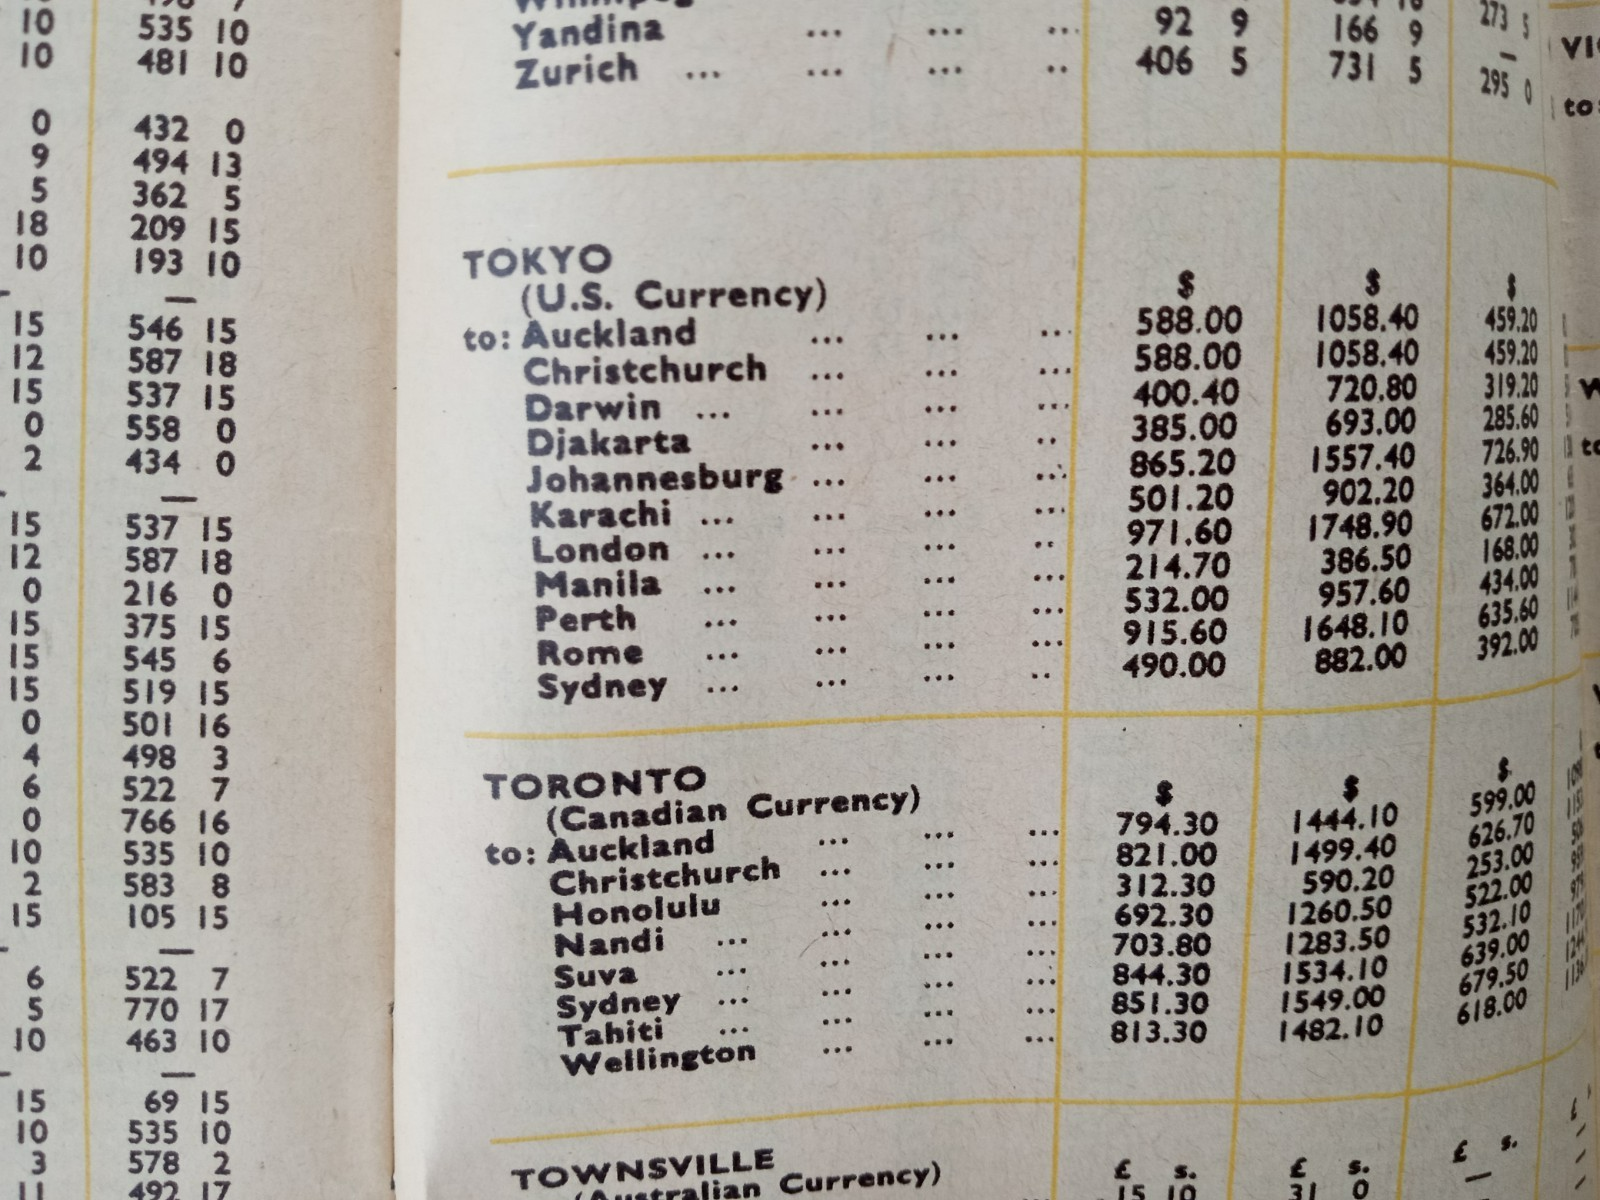 10 535 10
10 481 10
0 432 0
9 494 13
5 362 5
18 209 15
10 193 10
—
15 546 15
12 587 18
15 537 15
0 558 0
2 434 0
—
15 537 15
12 587 18
0 216 0
15 375 15
15 545 6
15 519 15
0 501 16
4 498 3
6 522 7
0 766 16
10 535 10
2 583 8
15 105 15
—
6 522 7
5 770 17
10 463 10
—
15 69 15
10 535 10
3 578 2
11 492 17
Yandina ... ... ... 92 9 166 9 —
Zurich ... ... ... .. 406 5 731 5 295 0
TOKYO
(U.S. Currency) $ $ $
to: Auckland ... ... ... 588.00 1058.40 459.20
Christchurch ... ... ... 588.00 1058.40 459.20
Darwin ... ... ... ... 400.40 720.80 319.20
Djakarta ... ... .. 385.00 693.00 285.60
Johannesburg ... ... ... 865.20 1557.40 726.90
Karachi ... ... ... ... 501.20 902.20 364.00
London ... ... ... .. 971.60 1748.90 672.00
Manila ... ... ... ... 214.70 386.50 168.00
Perth ... ... ... ... 532.00 957.60 434.00
Rome ... ... ... ... 915.60 1648.10 635.60
Sydney ... ... ... .. 490.00 882.00 392.00
TORONTO
(Canadian Currency) $ $ $
to: Auckland ... ... ... 794.30 1444.10 599.00
Christchurch ... ... ... 821.00 1499.40 626.70
Honolulu ... ... ... 312.30 590.20 253.00
Nandi ... ... ... ... 692.30 1260.50 522.00
Suva ... ... ... ... 703.80 1283.50 532.10
Sydney ... ... ... ... 844.30 1534.10 639.00
Tahiti ... ... ... ... 851.30 1549.00 679.50
Wellington ... ... ... 813.30 1482.10 618.00
TOWNSVILLE
(Australian Currency) £ s. £ s. £ s.
15 10 31 0 —
to: